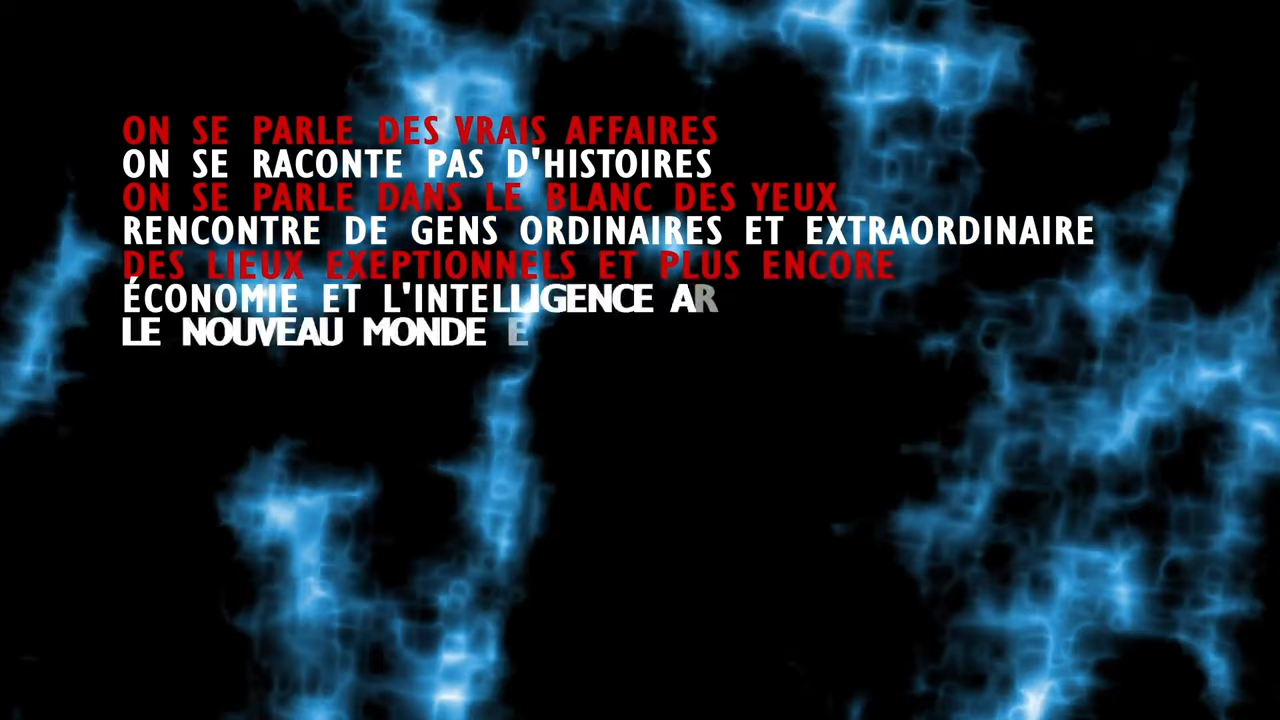 ON SE PARLE DES VRAIS AFFAIRES
ON SE RACONTE PAS D'HISTOIRES
ON SE PARLE DANS LE BLANC DES YEUX
RENCONTRE DE GENS ORDINAIRES ET EXTRAORDINAIRE
DES LIEUX EXEPTIONNELS ET PLUS ENCORE
ÉCONOMIE ET L'INTELLIGENCE AR
LE NOUVEAU MONDE E